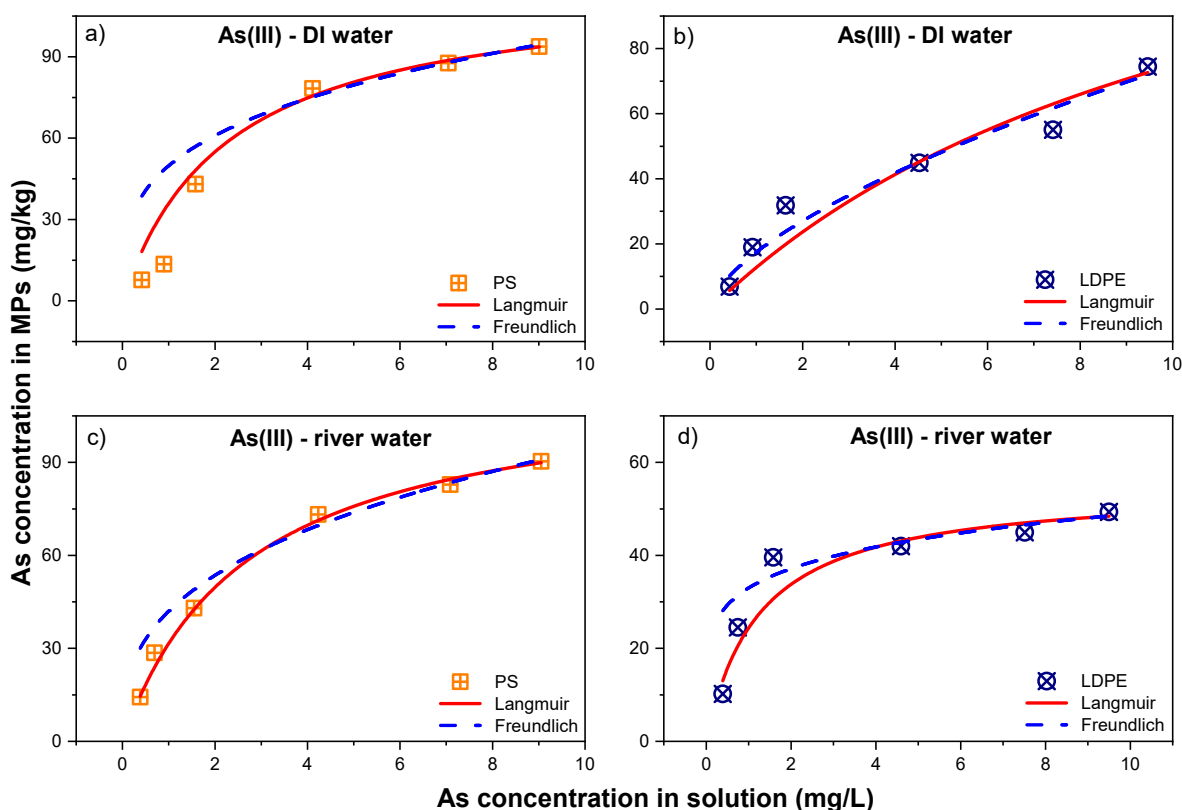 As concentration in MPs (mg/kg)
a)
As(III) - DI water
90
60
30
0
0 2 4 6 8 10
PS
Langmuir
Freundlich
b)
As(III) - DI water
80
60
40
20
0
0 2 4 6 8 10
LDPE
Langmuir
Freundlich
c)
As(III) - river water
90
60
30
0
0 2 4 6 8 10
PS
Langmuir
Freundlich
d)
As(III) - river water
60
40
20
0
0 2 4 6 8 10
LDPE
Langmuir
Freundlich
As concentration in solution (mg/L)